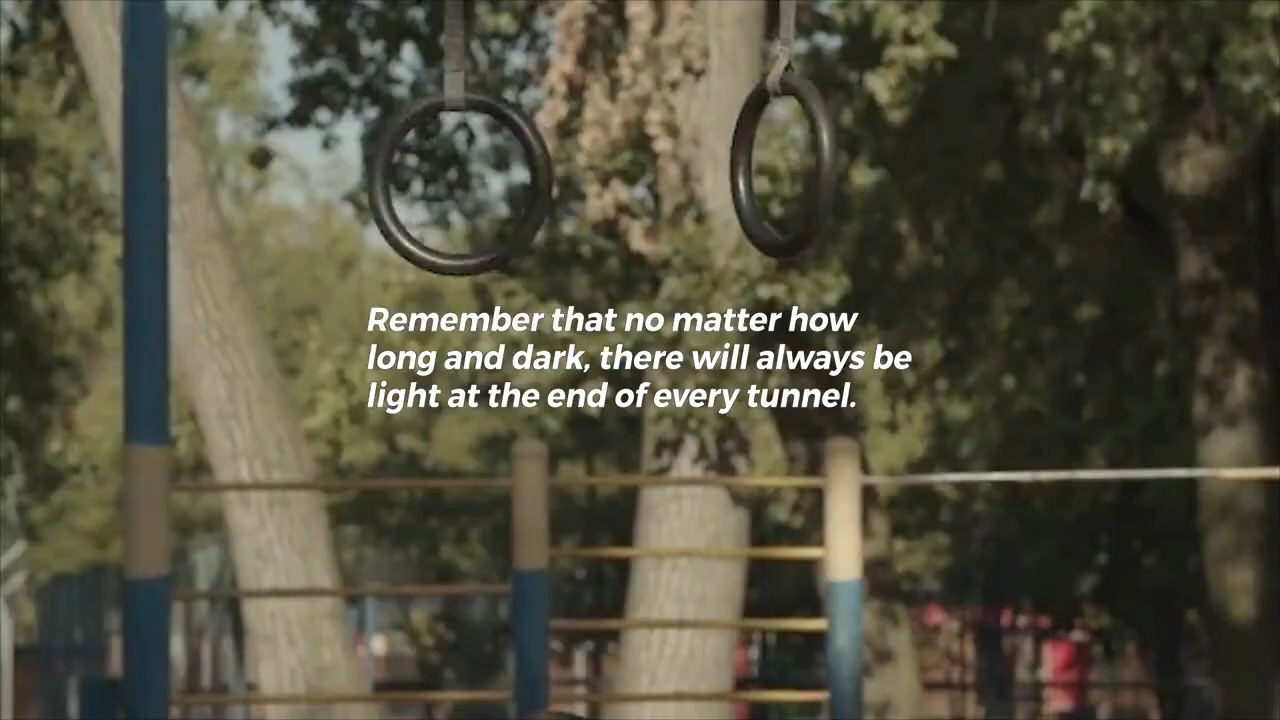 Remember that no matter how
long and dark, there will always be
light at the end of every tunnel.